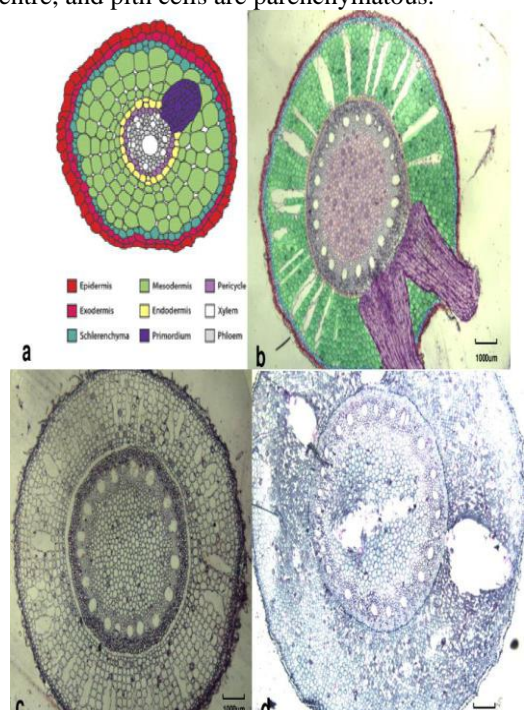 centre, and pith cells are parenchymatous.
Epidermis Mesodermis Pericycle
Exodermis Endodermis Xylem
Schlerenchyma Primordium Phloem
a
b
1000um
c
1000um
d